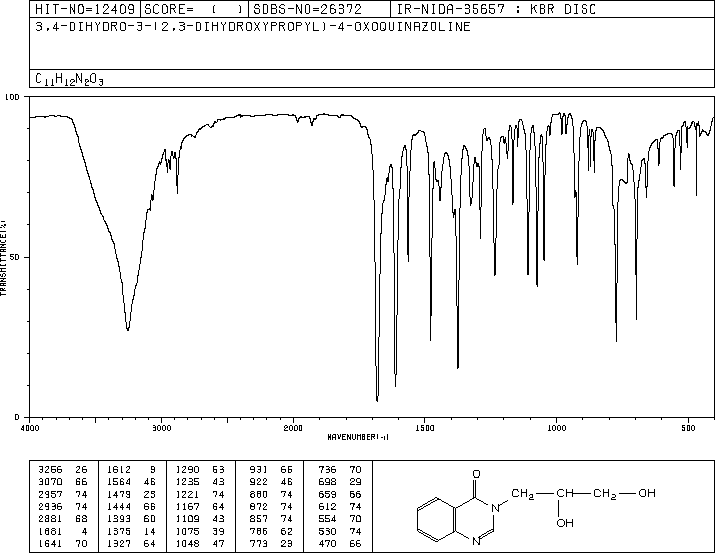 HIT-NO=12409 SCORE= ( ) SDBS-NO=26372 IR-NIDA-35657 : KBR DISC
3,4-DIHYDRO-3-(2,3-DIHYDROXYPROPYL)-4-OXOQUINAZOLINE
C11H12N2O3
100
50
0
TRANSMITTANCE(%)
4000 3000 2000 1500 1000 500
WAVENUMBER(-1)
3266 26 1612 9 1290 53 931 66 736 70
3070 66 1564 46 1235 43 922 46 698 29
2957 74 1479 23 1221 74 880 74 659 66
2936 74 1444 66 1167 64 872 74 612 74
2881 68 1393 60 1109 43 857 74 554 70
1681 4 1375 14 1075 39 786 62 530 74
1641 70 1327 64 1048 47 773 23 470 66
O
N CH2 CH CH2 OH
OH
N